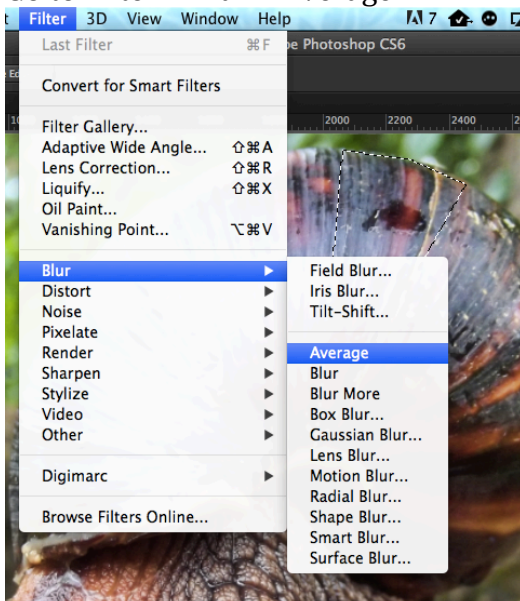 Filter 3D View Window Help 7
Last Filter ⌘F
Photoshop CS6
Convert for Smart Filters
2000 2200 2400
Filter Gallery...
Adaptive Wide Angle... ⇧⌘A
Lens Correction... ⇧⌘R
Liquify... ⇧⌘X
Oil Paint...
Vanishing Point... ⌥⌘V
Blur
Distort
Noise
Pixelate
Render
Sharpen
Stylize
Video
Other
Digimarc
Browse Filters Online...
Field Blur...
Iris Blur...
Tilt-Shift...
Average
Blur
Blur More
Box Blur...
Gaussian Blur...
Lens Blur...
Motion Blur...
Radial Blur...
Shape Blur...
Smart Blur...
Surface Blur...